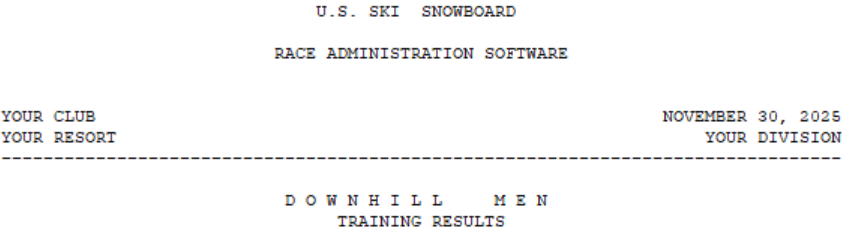 U.S. SKI  SNOWBOARD
RACE ADMINISTRATION SOFTWARE
YOUR CLUB NOVEMBER 30, 2025
YOUR RESORT YOUR DIVISION
--------------------------------------------------------------------------------
D O W N H I L L   M E N
TRAINING RESULTS